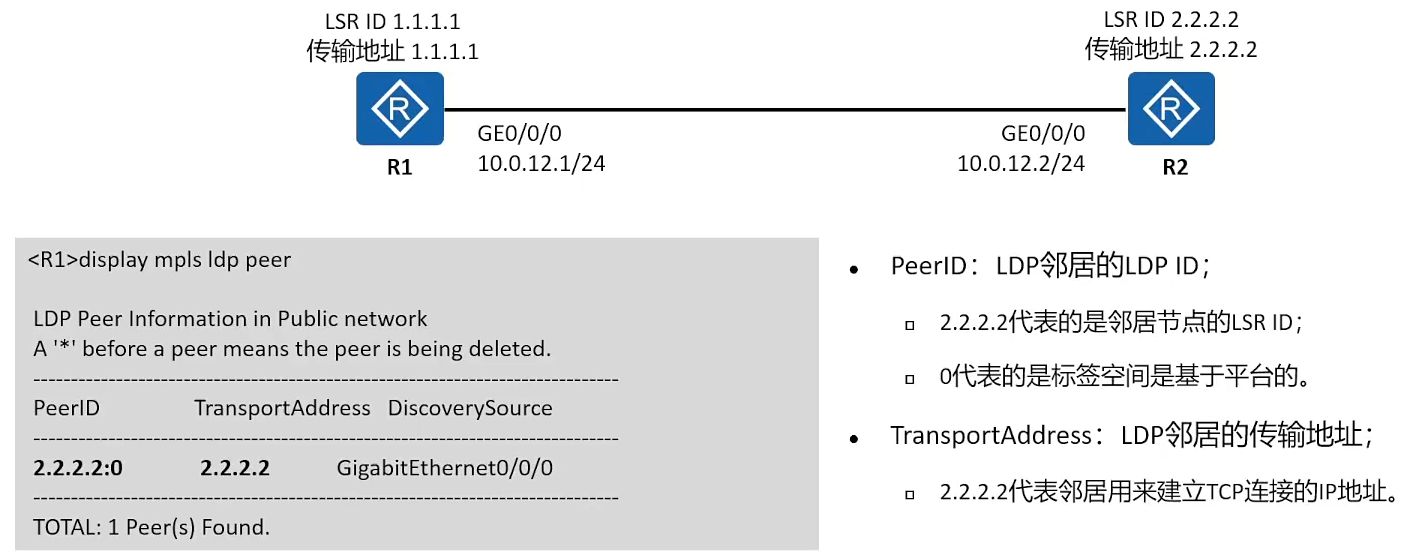 LSR ID 1.1.1.1
传输地址 1.1.1.1
LSR ID 2.2.2.2
传输地址 2.2.2.2
R
R
GE0/0/0
10.0.12.1/24
GE0/0/0
10.0.12.2/24
R1
R2
<R1>display mpls ldp peer
LDP Peer Information in Public network
A '*' before a peer means the peer is being deleted.
------------------------------------------------------------------------------
PeerID TransportAddress DiscoverySource
------------------------------------------------------------------------------
2.2.2.2:0 2.2.2.2 GigabitEthernet0/0/0
------------------------------------------------------------------------------
TOTAL: 1 Peer(s) Found.
• PeerID：LDP邻居的LDP ID；
▫ 2.2.2.2代表的是邻居节点的LSR ID；
▫ 0代表的是标签空间是基于平台的。
• TransportAddress：LDP邻居的传输地址；
▫ 2.2.2.2代表邻居用来建立TCP连接的IP地址。